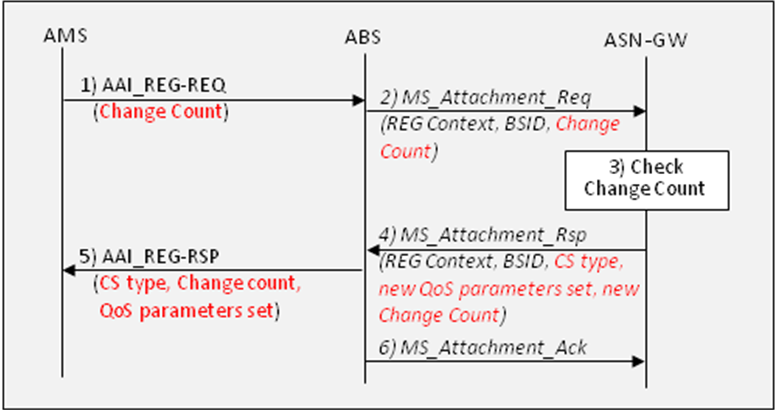 AMS
ABS
ASN-GW
1) AAI_REG-REQ
(Change Count)
2) MS_Attachment_Req
(REG Context, BSID, Change
Count)
3) Check
Change Count
4) MS_Attachment_Rsp
(REG Context, BSID, CS type,
new QoS parameters set, new
Change Count)
5) AAI_REG-RSP
(CS type, Change count,
QoS parameters set)
6) MS_Attachment_Ack